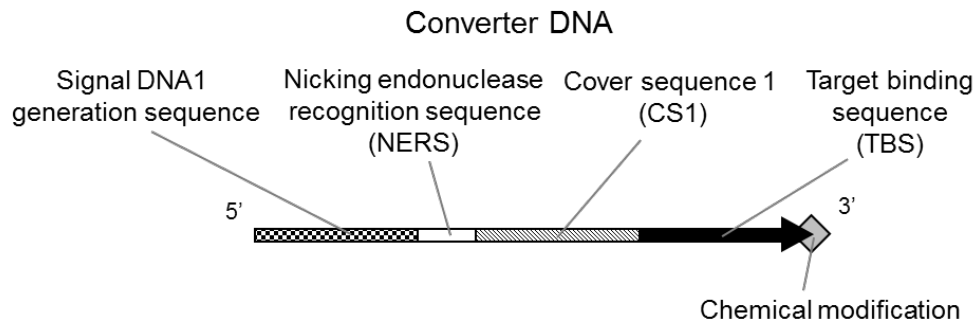 Converter DNA
Signal DNA1
generation sequence
Nicking endonuclease
recognition sequence
(NERS)
Cover sequence 1
(CS1)
Target binding
sequence
(TBS)
5’
3’
Chemical modification